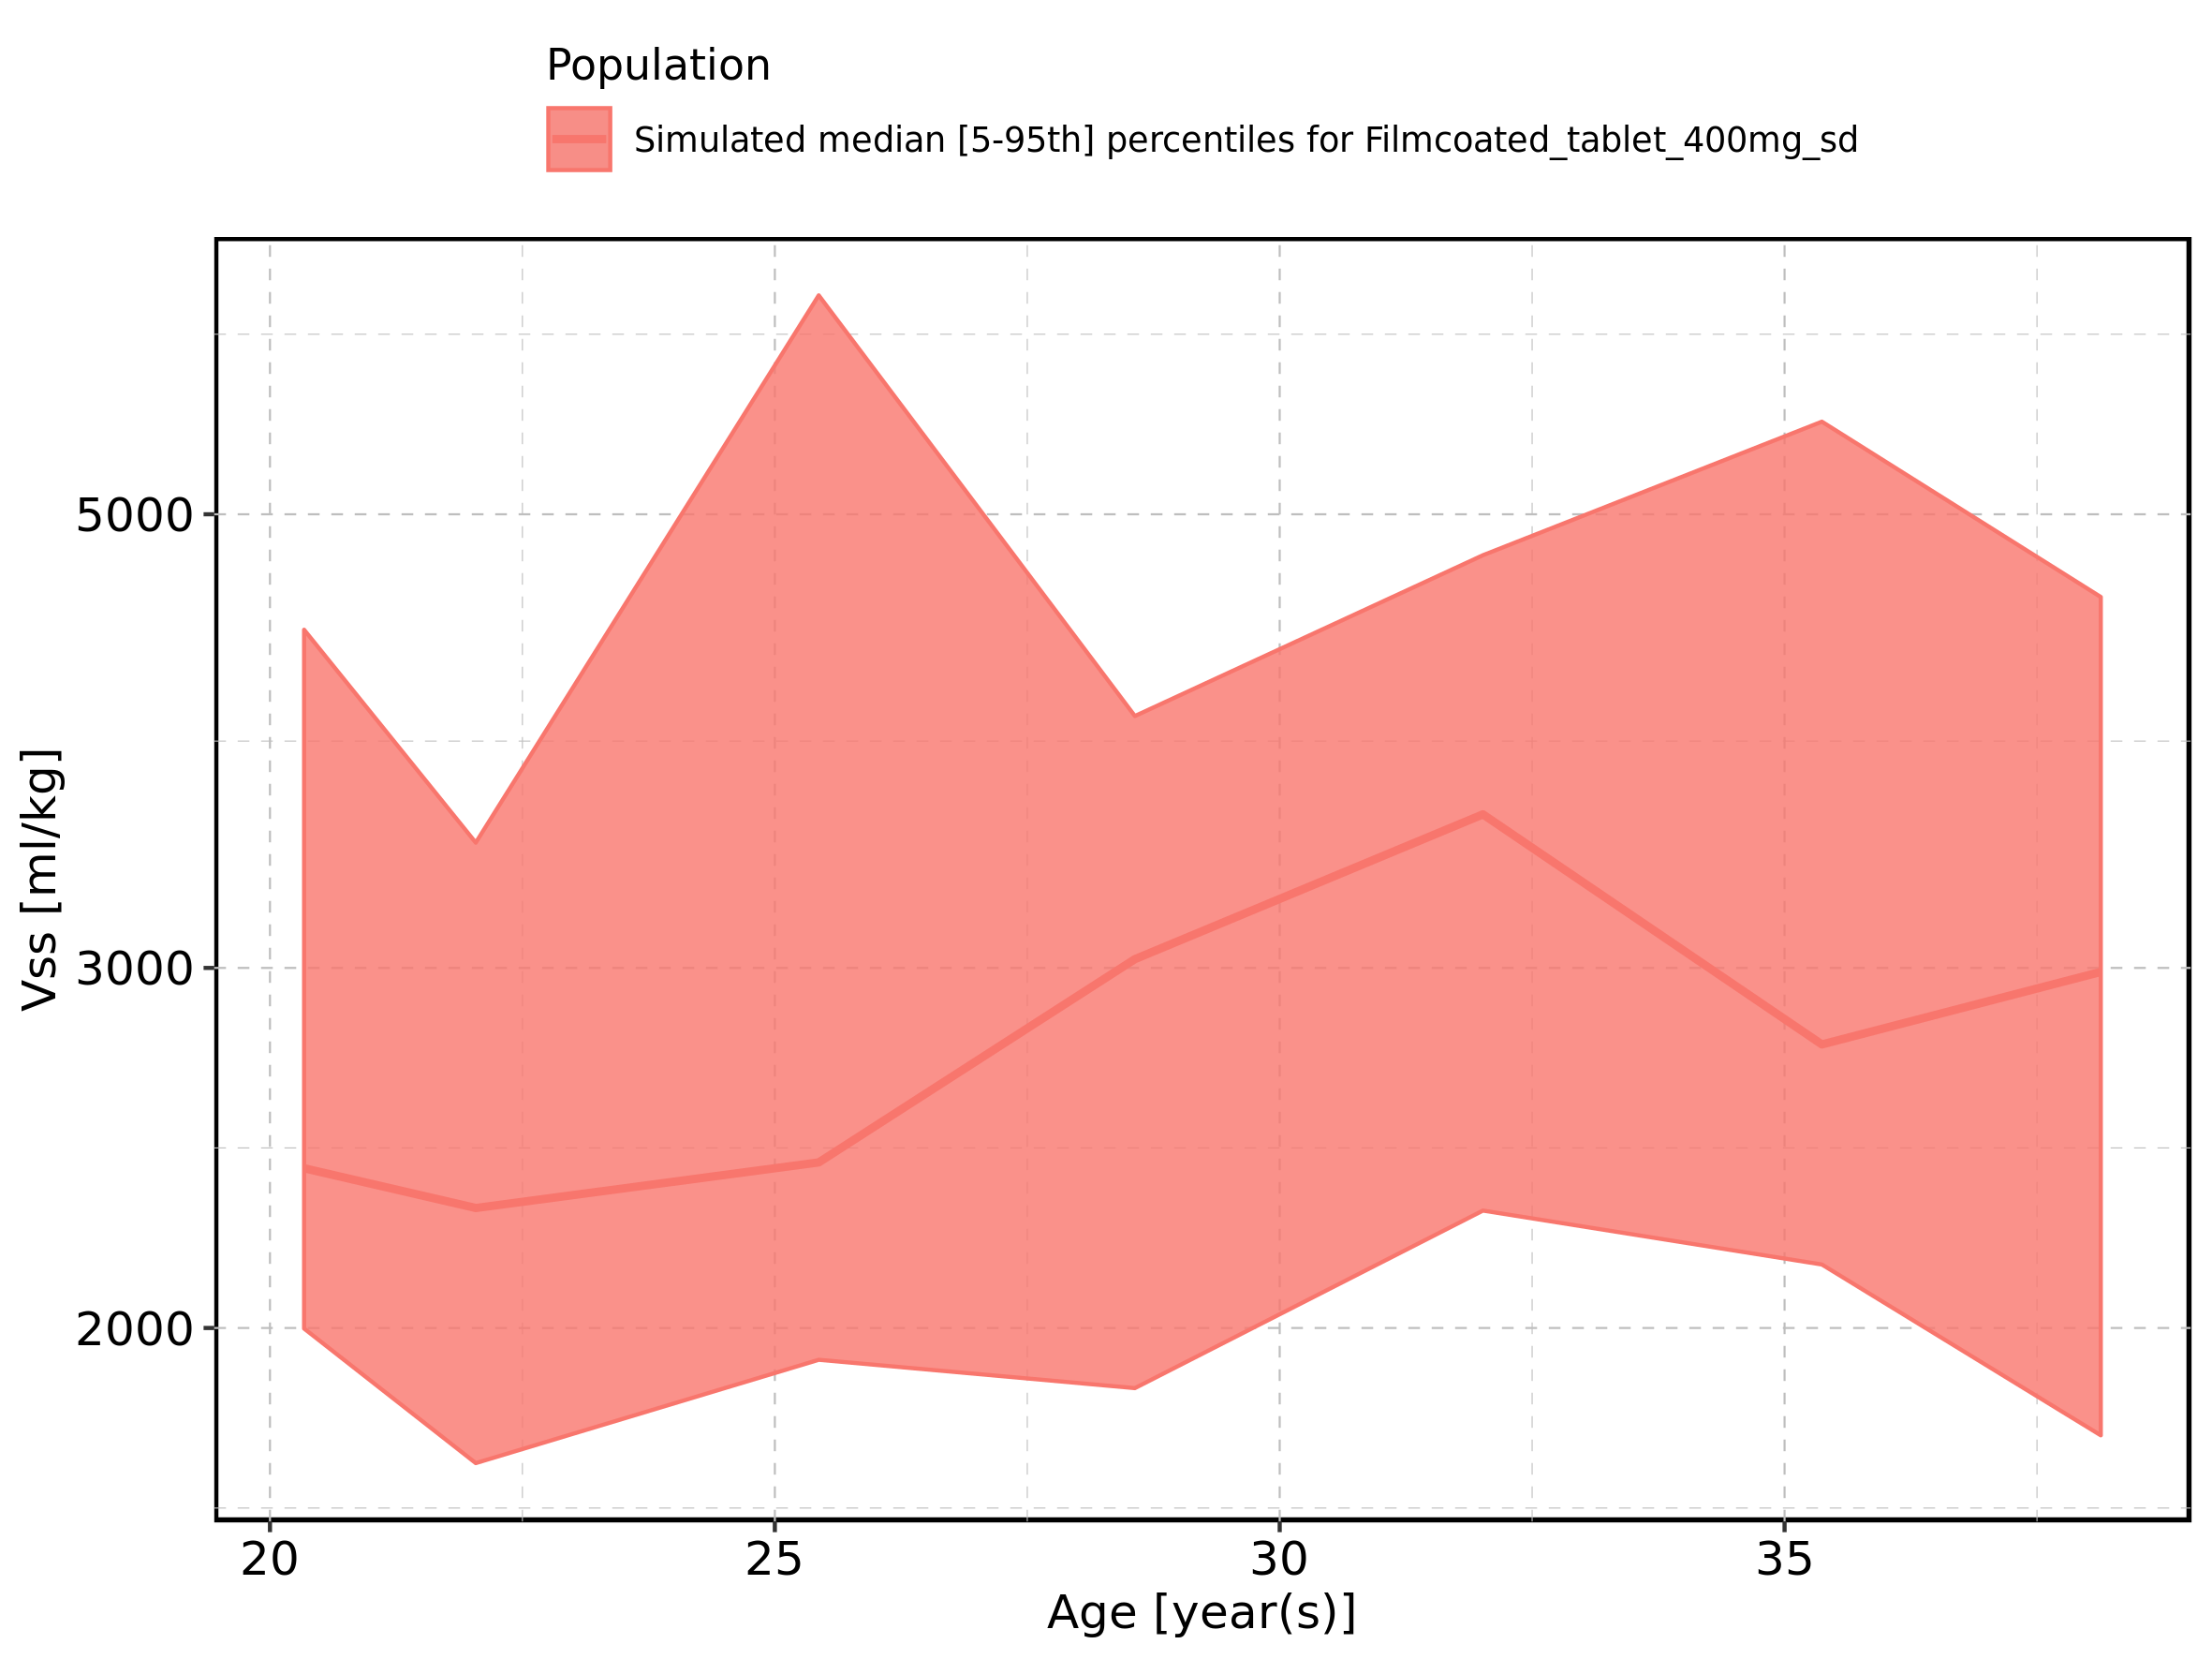 Population
Simulated median [5-95th] percentiles for Filmcoated_tablet_400mg_sd
5000
3000
2000
Vss [ml/kg]
20 25 30 35
Age [year(s)]